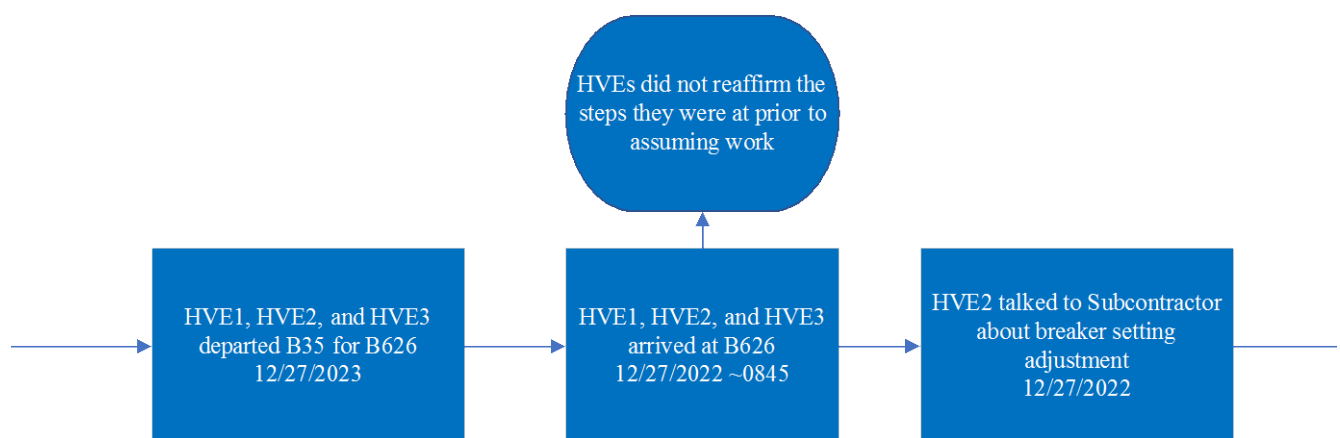 HVEs did not reaffirm the
steps they were at prior to
assuming work
HVE1, HVE2, and HVE3
departed B35 for B626
12/27/2023
HVE1, HVE2, and HVE3
arrived at B626
12/27/2022 ~0845
HVE2 talked to Subcontractor
about breaker setting
adjustment
12/27/2022